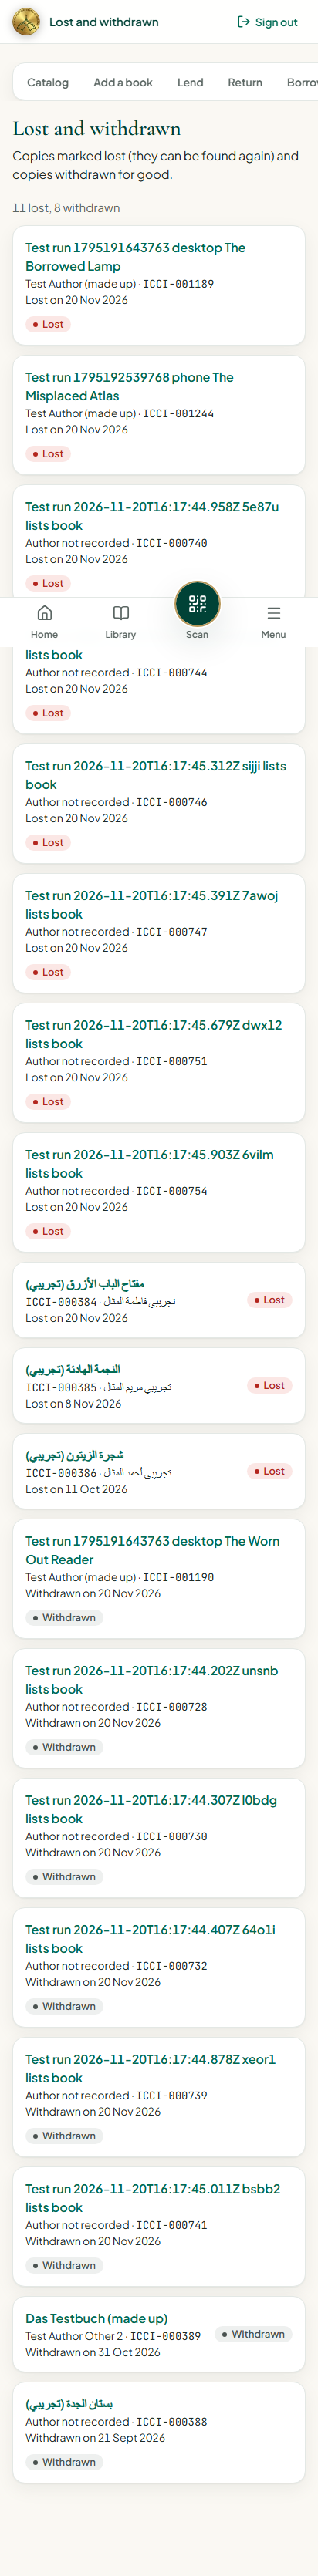 Lost and withdrawn
Sign out
Catalog Add a book Lend Return Borrow
Lost and withdrawn
Copies marked lost (they can be found again) and
copies withdrawn for good.
11 lost, 8 withdrawn
Test run 1795191643763 desktop The
Borrowed Lamp
Test Author (made up) · ICCI-001189
Lost on 20 Nov 2026
Lost
Test run 1795192539768 phone The
Misplaced Atlas
Test Author (made up) · ICCI-001244
Lost on 20 Nov 2026
Lost
Test run 2026-11-20T16:17:44.958Z 5e87u
lists book
Author not recorded · ICCI-000740
Lost on 20 Nov 2026
Lost
Home Library Scan Menu
lists book
Author not recorded · ICCI-000744
Lost on 20 Nov 2026
Lost
Test run 2026-11-20T16:17:45.312Z sijji lists
book
Author not recorded · ICCI-000746
Lost on 20 Nov 2026
Lost
Test run 2026-11-20T16:17:45.391Z 7awoj
lists book
Author not recorded · ICCI-000747
Lost on 20 Nov 2026
Lost
Test run 2026-11-20T16:17:45.679Z dwx12
lists book
Author not recorded · ICCI-000751
Lost on 20 Nov 2026
Lost
Test run 2026-11-20T16:17:45.903Z 6vilm
lists book
Author not recorded · ICCI-000754
Lost on 20 Nov 2026
Lost
مفتاح الباب الأزرق (تجريبي)
تجريبي فاطمة المثال · ICCI-000384
Lost on 20 Nov 2026
Lost
النجمة الهادئة (تجريبي)
تجريبي مريم المثال · ICCI-000385
Lost on 8 Nov 2026
Lost
شجرة الزيتون (تجريبي)
تجريبي أحمد المثال · ICCI-000386
Lost on 11 Oct 2026
Lost
Test run 1795191643763 desktop The Worn
Out Reader
Test Author (made up) · ICCI-001190
Withdrawn on 20 Nov 2026
Withdrawn
Test run 2026-11-20T16:17:44.202Z unsnb
lists book
Author not recorded · ICCI-000728
Withdrawn on 20 Nov 2026
Withdrawn
Test run 2026-11-20T16:17:44.307Z l0bdg
lists book
Author not recorded · ICCI-000730
Withdrawn on 20 Nov 2026
Withdrawn
Test run 2026-11-20T16:17:44.407Z 64o1i
lists book
Author not recorded · ICCI-000732
Withdrawn on 20 Nov 2026
Withdrawn
Test run 2026-11-20T16:17:44.878Z xeor1
lists book
Author not recorded · ICCI-000739
Withdrawn on 20 Nov 2026
Withdrawn
Test run 2026-11-20T16:17:45.011Z bsbb2
lists book
Author not recorded · ICCI-000741
Withdrawn on 20 Nov 2026
Withdrawn
Das Testbuch (made up)
Test Author Other 2 · ICCI-000389
Withdrawn on 31 Oct 2026
Withdrawn
بستان الجدة (تجريبي)
Author not recorded · ICCI-000388
Withdrawn on 21 Sept 2026
Withdrawn